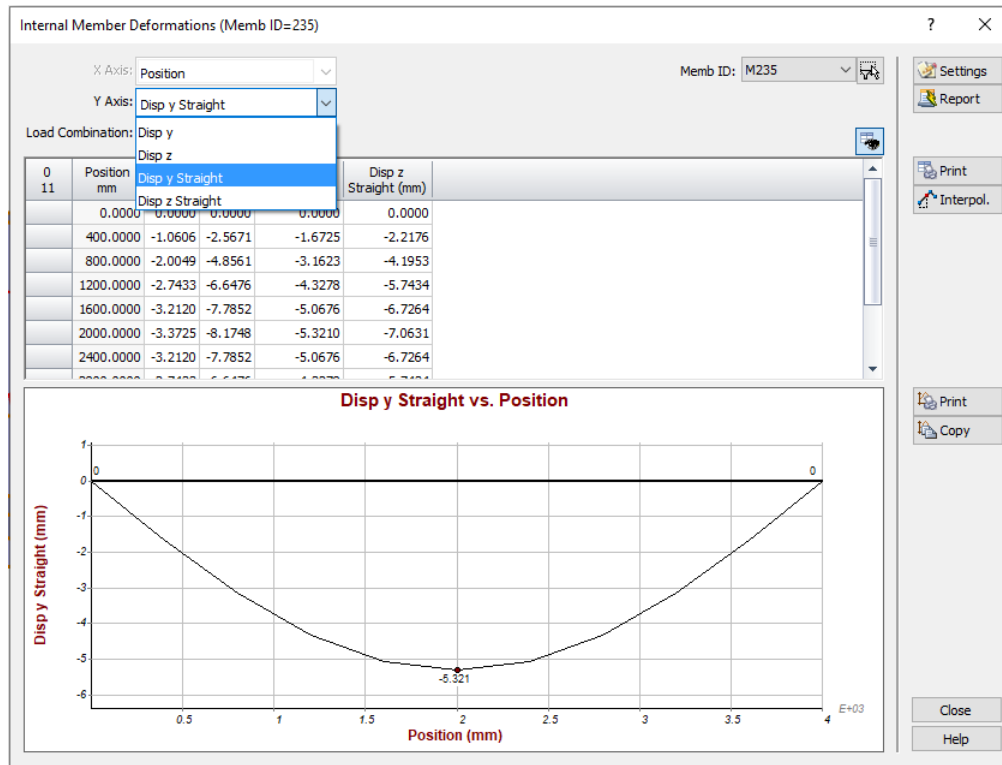 Internal Member Deformations (Memb ID=235)
?
X Axis: Position
Memb ID: M235
Settings
Y Axis: Disp y Straight
Report
Load Combination:
Disp y
Disp z
Disp y Straight
Disp z Straight
0 Position Disp z
11 mm Straight (mm)
Print
Interpol.
0.0000 0.0000 0.0000 0.0000 0.0000
400.0000 -1.0606 -2.5671 -1.6725 -2.2176
800.0000 -2.0049 -4.8561 -3.1623 -4.1953
1200.0000 -2.7433 -6.6476 -4.3278 -5.7434
1600.0000 -3.2120 -7.7852 -5.0676 -6.7264
2000.0000 -3.3725 -8.1748 -5.3210 -7.0631
2400.0000 -3.2120 -7.7852 -5.0676 -6.7264
Print
Copy
Disp y Straight vs. Position
Disp y Straight (mm)
1
0
-1
-2
-3
-4
-5
-6
0
0
-5.321
0.5 1 1.5 2 2.5 3 3.5 4 E+03
Position (mm)
Close
Help